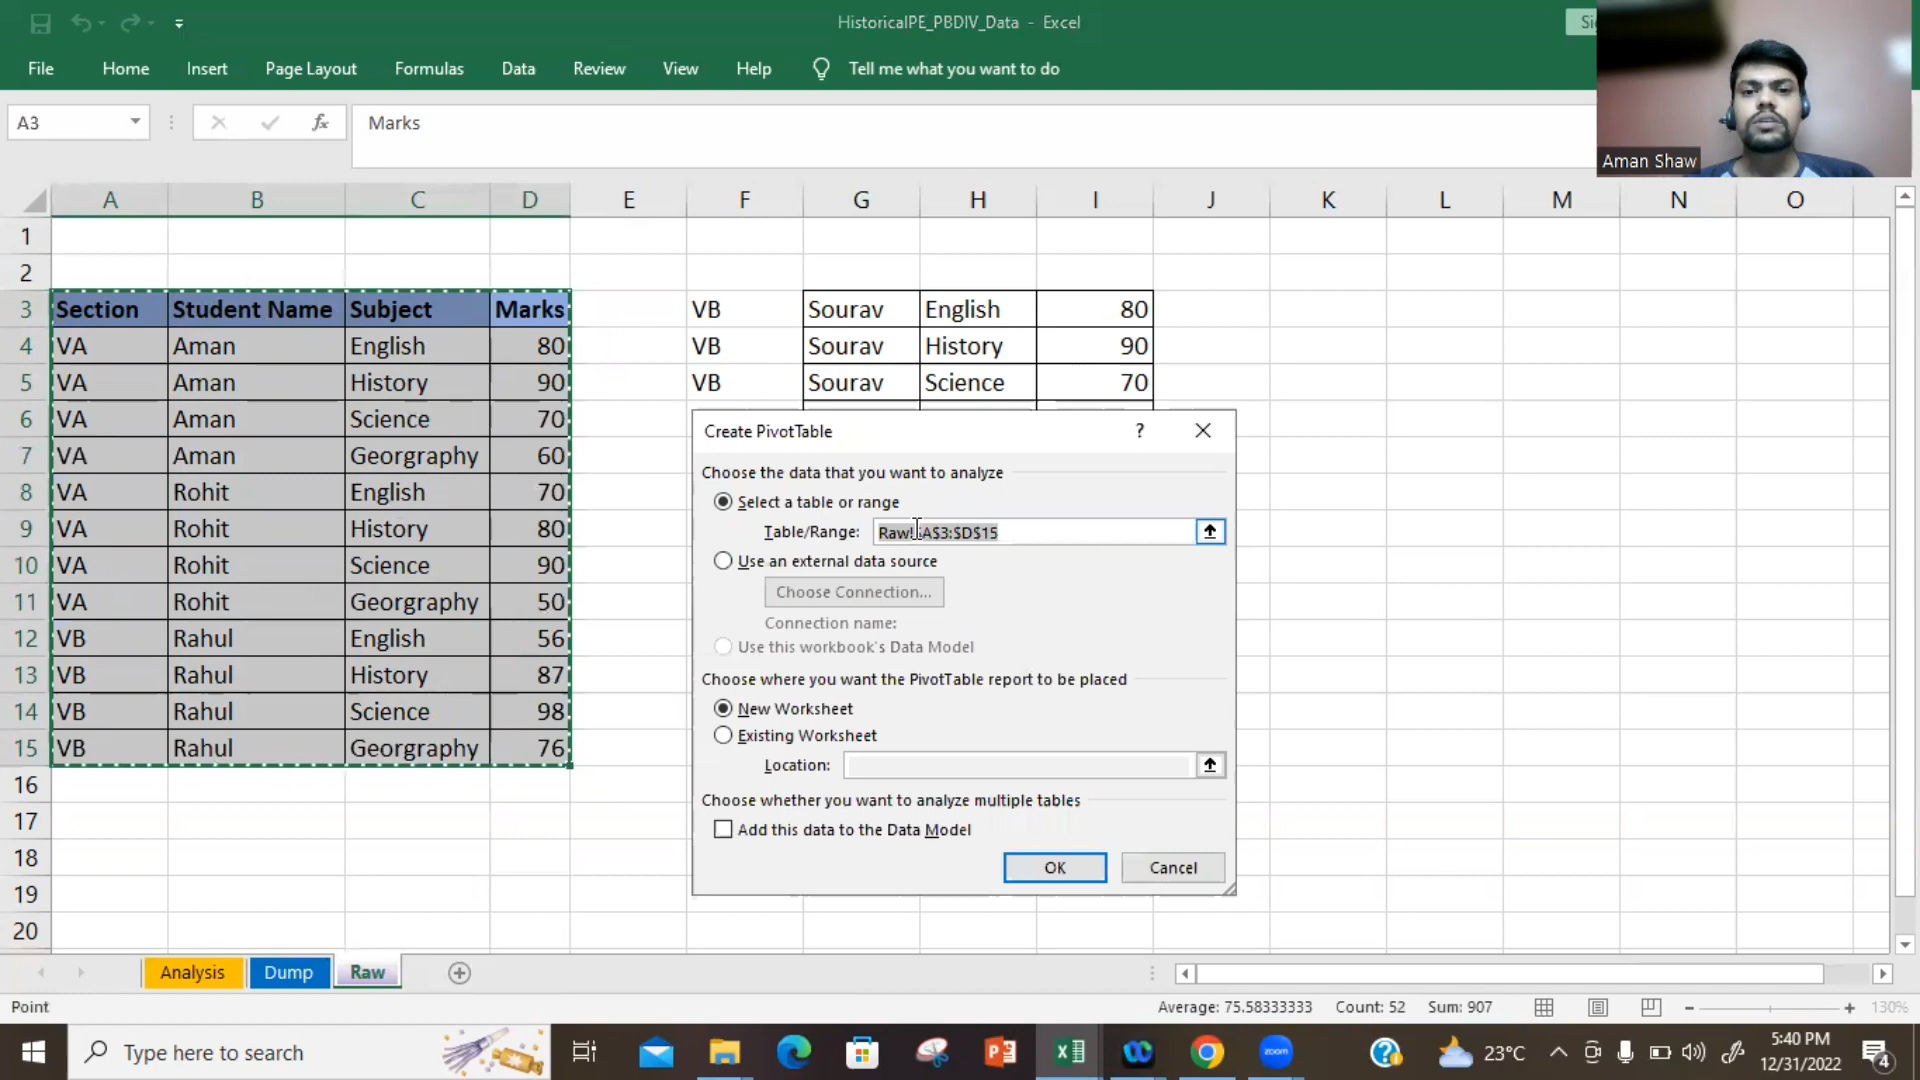 HistoricalPE_PBDIV_Data - Excel
File Home Insert Page Layout Formulas Data Review View Help Tell me what you want to do
A3 fx Marks
Aman Shaw
A B C D E F G H I J K L M N O
1
2
3 Section Student Name Subject Marks VB Sourav English 80
4 VA Aman English 80 VB Sourav History 90
5 VA Aman History 90 VB Sourav Science 70
6 VA Aman Science 70
7 VA Aman Georgraphy 60
8 VA Rohit English 70
9 VA Rohit History 80
10 VA Rohit Science 90
11 VA Rohit Georgraphy 50
12 VB Rahul English 56
13 VB Rahul History 87
14 VB Rahul Science 98
15 VB Rahul Georgraphy 76
16
17
18
19
20
Create PivotTable ?
Choose the data that you want to analyze
Select a table or range
Table/Range: Raw!$A$3:$D$15
Use an external data source
Choose Connection...
Connection name:
Use this workbook's Data Model
Choose where you want the PivotTable report to be placed
New Worksheet
Existing Worksheet
Location:
Choose whether you want to analyze multiple tables
Add this data to the Data Model
OK Cancel
Analysis Dump Raw
Point Average: 75.58333333 Count: 52 Sum: 907 130%
Type here to search zoom 23°C 5:40 PM
12/31/2022 4